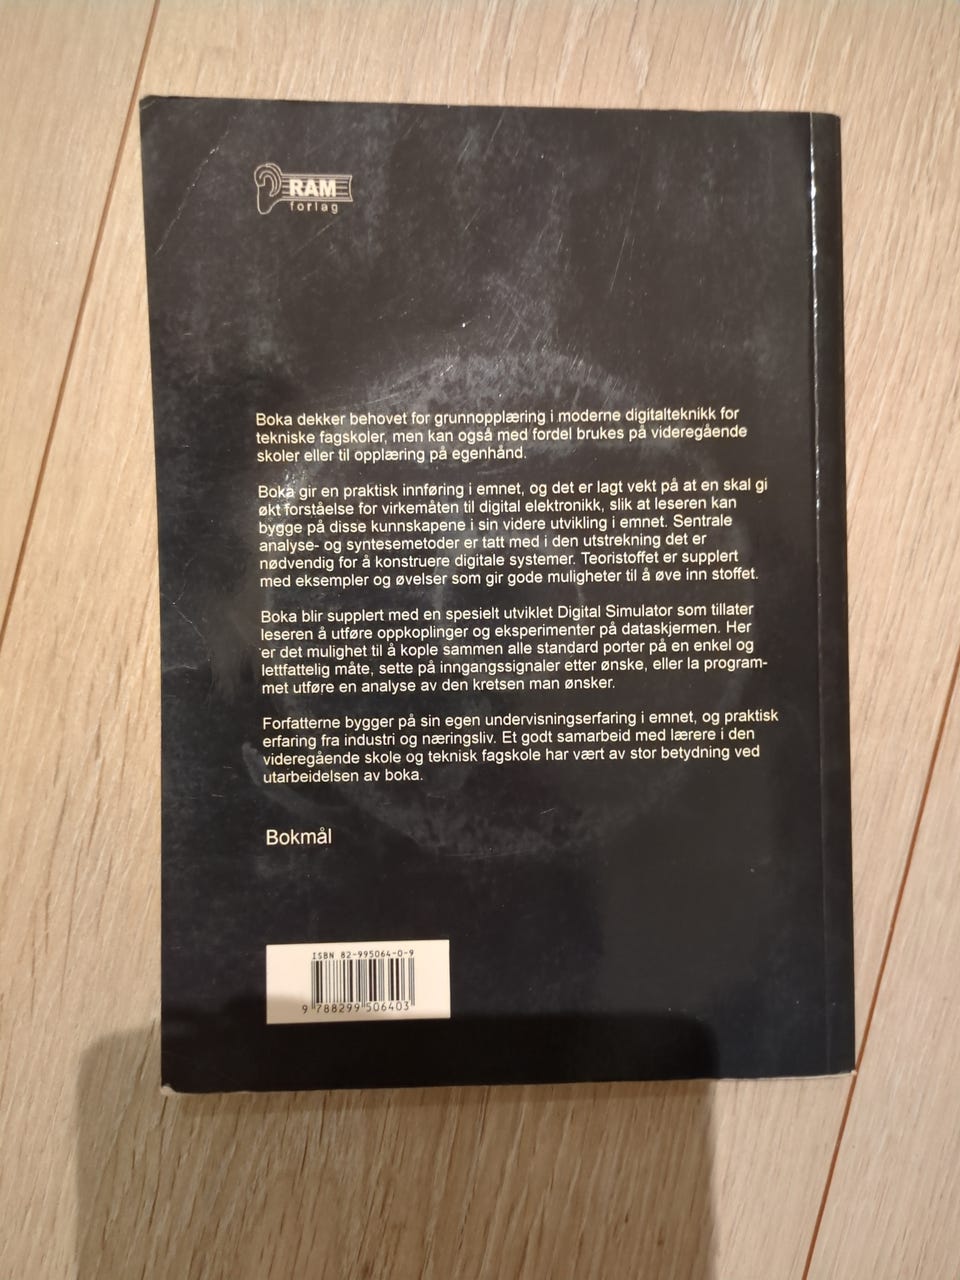 RAM
forlag
Boka dekker behovet for grunnopplæring i moderne digitalteknikk for
tekniske fagskoler, men kan også med fordel brukes på videregående
skoler eller til opplæring på egenhånd.
Boka gir en praktisk innføring i emnet, og det er lagt vekt på at en skal gi
økt forståelse for virkemåten til digital elektronikk, slik at leseren kan
bygge på disse kunnskapene i sin videre utvikling i emnet. Sentrale
analyse- og syntesemetoder er tatt med i den utstrekning det er
nødvendig for å konstruere digitale systemer. Teoristoffet er supplert
med eksempler og øvelser som gir gode muligheter til å øve inn stoffet.
Boka blir supplert med en spesielt utviklet Digital Simulator som tillater
leseren å utføre oppkoplinger og eksperimenter på dataskjermen. Her
er det mulighet til å kople sammen alle standard porter på en enkel og
lettfattelig måte, sette på inngangssignaler etter ønske, eller la program-
met utføre en analyse av den kretsen man ønsker.
Forfatterne bygger på sin egen undervisningserfaring i emnet, og praktisk
erfaring fra industri og næringsliv. Et godt samarbeid med lærere i den
videregående skole og teknisk fagskole har vært av stor betydning ved
utarbeidelsen av boka.
Bokmål
ISBN 82-995064-0-9
9 788299 506403